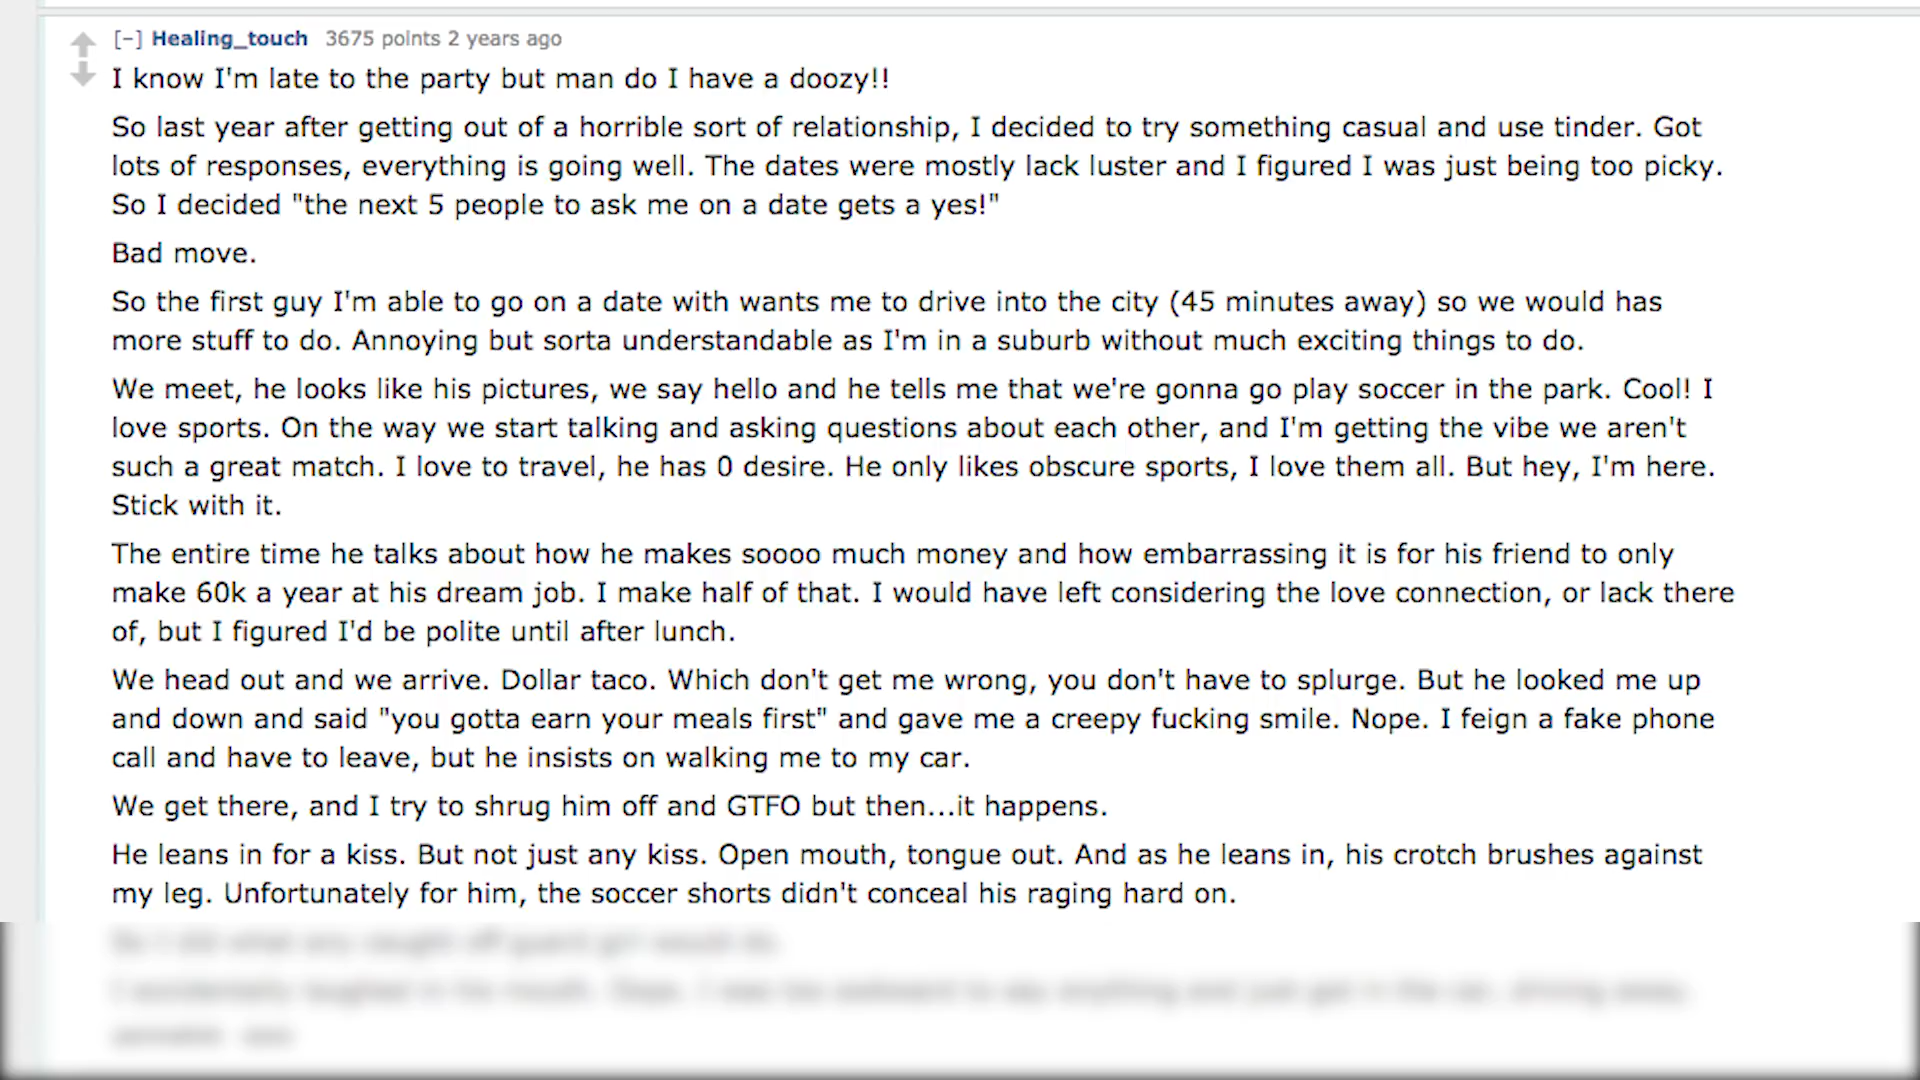 [−] Healing_touch 3675 points 2 years ago
I know I'm late to the party but man do I have a doozy!!
So last year after getting out of a horrible sort of relationship, I decided to try something casual and use tinder. Got
lots of responses, everything is going well. The dates were mostly lack luster and I figured I was just being too picky.
So I decided "the next 5 people to ask me on a date gets a yes!"
Bad move.
So the first guy I'm able to go on a date with wants me to drive into the city (45 minutes away) so we would has
more stuff to do. Annoying but sorta understandable as I'm in a suburb without much exciting things to do.
We meet, he looks like his pictures, we say hello and he tells me that we're gonna go play soccer in the park. Cool! I
love sports. On the way we start talking and asking questions about each other, and I'm getting the vibe we aren't
such a great match. I love to travel, he has 0 desire. He only likes obscure sports, I love them all. But hey, I'm here.
Stick with it.
The entire time he talks about how he makes soooo much money and how embarrassing it is for his friend to only
make 60k a year at his dream job. I make half of that. I would have left considering the love connection, or lack there
of, but I figured I'd be polite until after lunch.
We head out and we arrive. Dollar taco. Which don't get me wrong, you don't have to splurge. But he looked me up
and down and said "you gotta earn your meals first" and gave me a creepy fucking smile. Nope. I feign a fake phone
call and have to leave, but he insists on walking me to my car.
We get there, and I try to shrug him off and GTFO but then...it happens.
He leans in for a kiss. But not just any kiss. Open mouth, tongue out. And as he leans in, his crotch brushes against
my leg. Unfortunately for him, the soccer shorts didn't conceal his raging hard on.